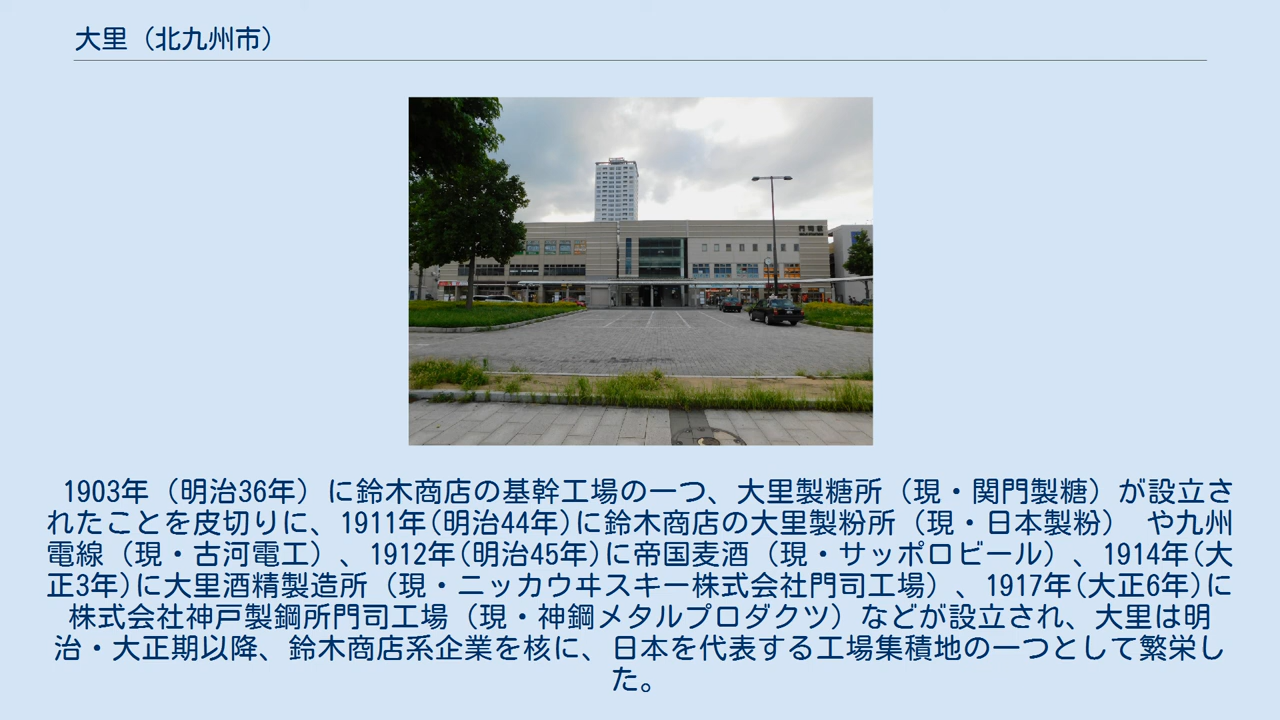 大里（北九州市）
門司駅
1903年（明治36年）に鈴木商店の基幹工場の一つ、大里製糖所（現・関門製糖）が設立さ
れたことを皮切りに、1911年(明治44年)に鈴木商店の大里製粉所（現・日本製粉）　や九州
電線（現・古河電工）、1912年(明治45年)に帝国麦酒（現・サッポロビール）、1914年(大
正3年)に大里酒精製造所（現・ニッカウヰスキー株式会社門司工場）、1917年(大正6年)に
株式会社神戸製鋼所門司工場（現・神鋼メタルプロダクツ）などが設立され、大里は明
治・大正期以降、鈴木商店系企業を核に、日本を代表する工場集積地の一つとして繁栄し
た。